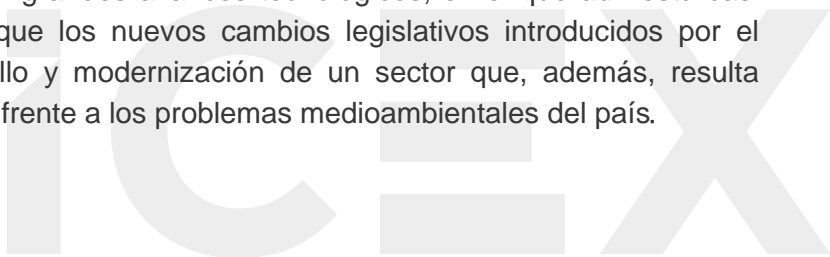 que los nuevos cambios legislativos introducidos por el
llo y modernización de un sector que, además, resulta
frente a los problemas medioambientales del país.
iCEX